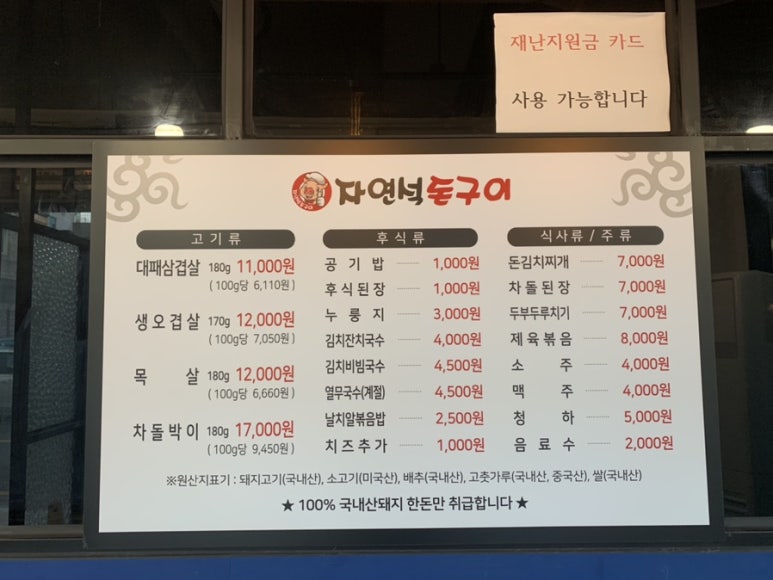 재난지원금 카드
사용 가능합니다
자연석돈구이
고기류
대패삼겹살 180g 11,000원
( 100g당 6,110원 )
생오겹살 170g 12,000원
( 100g당 7,050원 )
목살 180g 12,000원
( 100g당 6,660원 )
차돌박이 180g 17,000원
( 100g당 9,450원 )
후식류
공기밥 1,000원
후식된장 1,000원
누룽지 3,000원
김치잔치국수 4,000원
김치비빔국수 4,500원
열무국수(계절) 4,500원
날치알볶음밥 2,500원
치즈추가 1,000원
식사류 / 주류
돈김치찌개 7,000원
차돌된장 7,000원
두부두루치기 7,000원
제육볶음 8,000원
소주 4,000원
맥주 4,000원
청하 5,000원
음료수 2,000원
※원산지표기 : 돼지고기(국내산), 소고기(미국산), 배추(국내산), 고춧가루(국내산, 중국산), 쌀(국내산)
★ 100% 국내산돼지 한돈만 취급합니다 ★